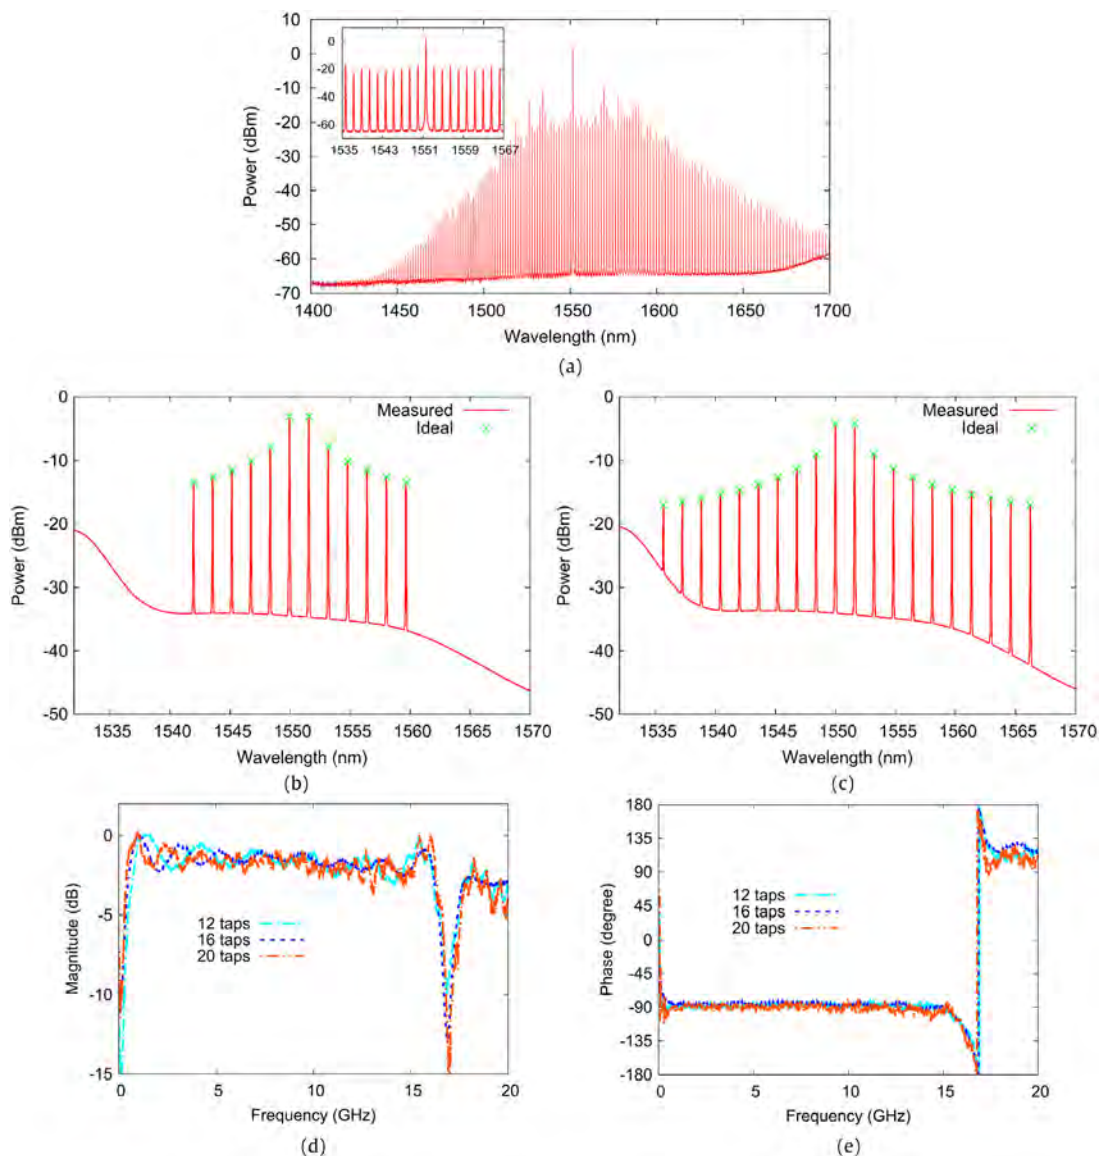 10
0
-10
-20
-30
-40
-50
-60
-70
Power (dBm)
0
-20
-40
-60
1535 1543 1551 1559 1567
1400 1450 1500 1550 1600 1650 1700
Wavelength (nm)
(a)
0
-10
-20
-30
-40
-50
Power (dBm)
Measured
Ideal
1535 1540 1545 1550 1555 1560 1565 1570
Wavelength (nm)
(b)
0
-10
-20
-30
-40
-50
Power (dBm)
Measured
Ideal
1535 1540 1545 1550 1555 1560 1565 1570
Wavelength (nm)
(c)
0
-5
-10
-15
Magnitude (dB)
12 taps
16 taps
20 taps
0 5 10 15 20
Frequency (GHz)
(d)
180
135
90
45
0
-45
-90
-135
-180
Phase (degree)
12 taps
16 taps
20 taps
0 5 10 15 20
Frequency (GHz)
(e)